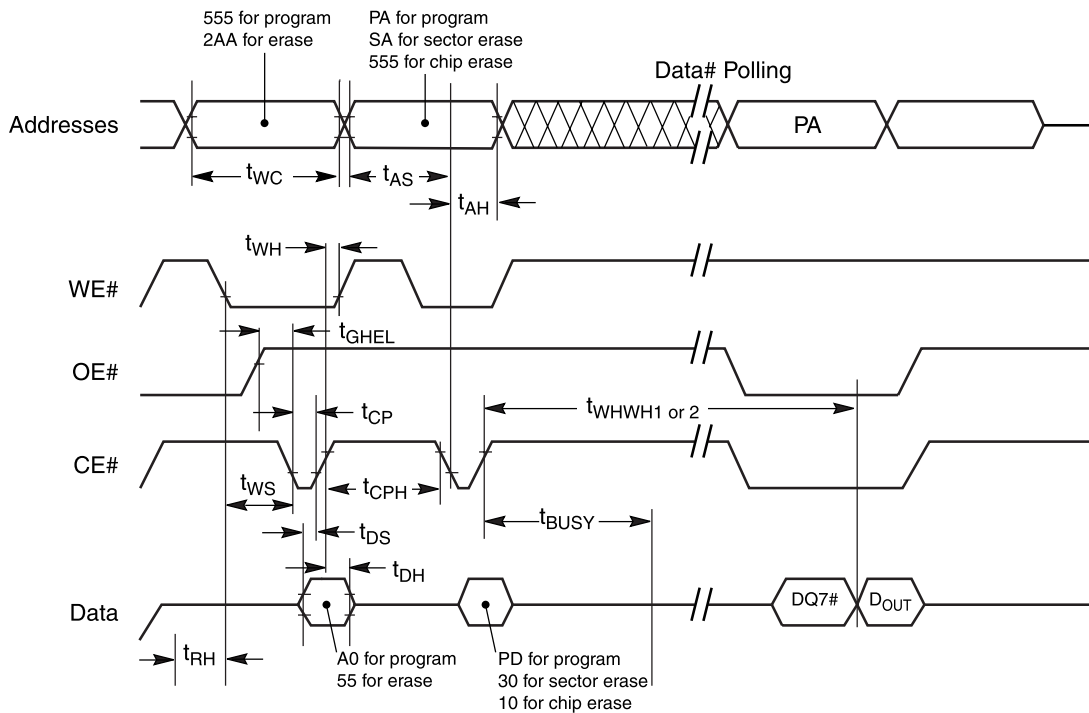 555 for program
2AA for erase
PA for program
SA for sector erase
555 for chip erase
Data# Polling
Addresses
PA
tWC
tAS
tAH
tWH
WE#
tGHEL
OE#
tWHWH1 or 2
tCP
CE#
tWS
tCPH
tBUSY
tDS
tDH
Data
DQ7#
DOUT
tRH
A0 for program
55 for erase
PD for program
30 for sector erase
10 for chip erase